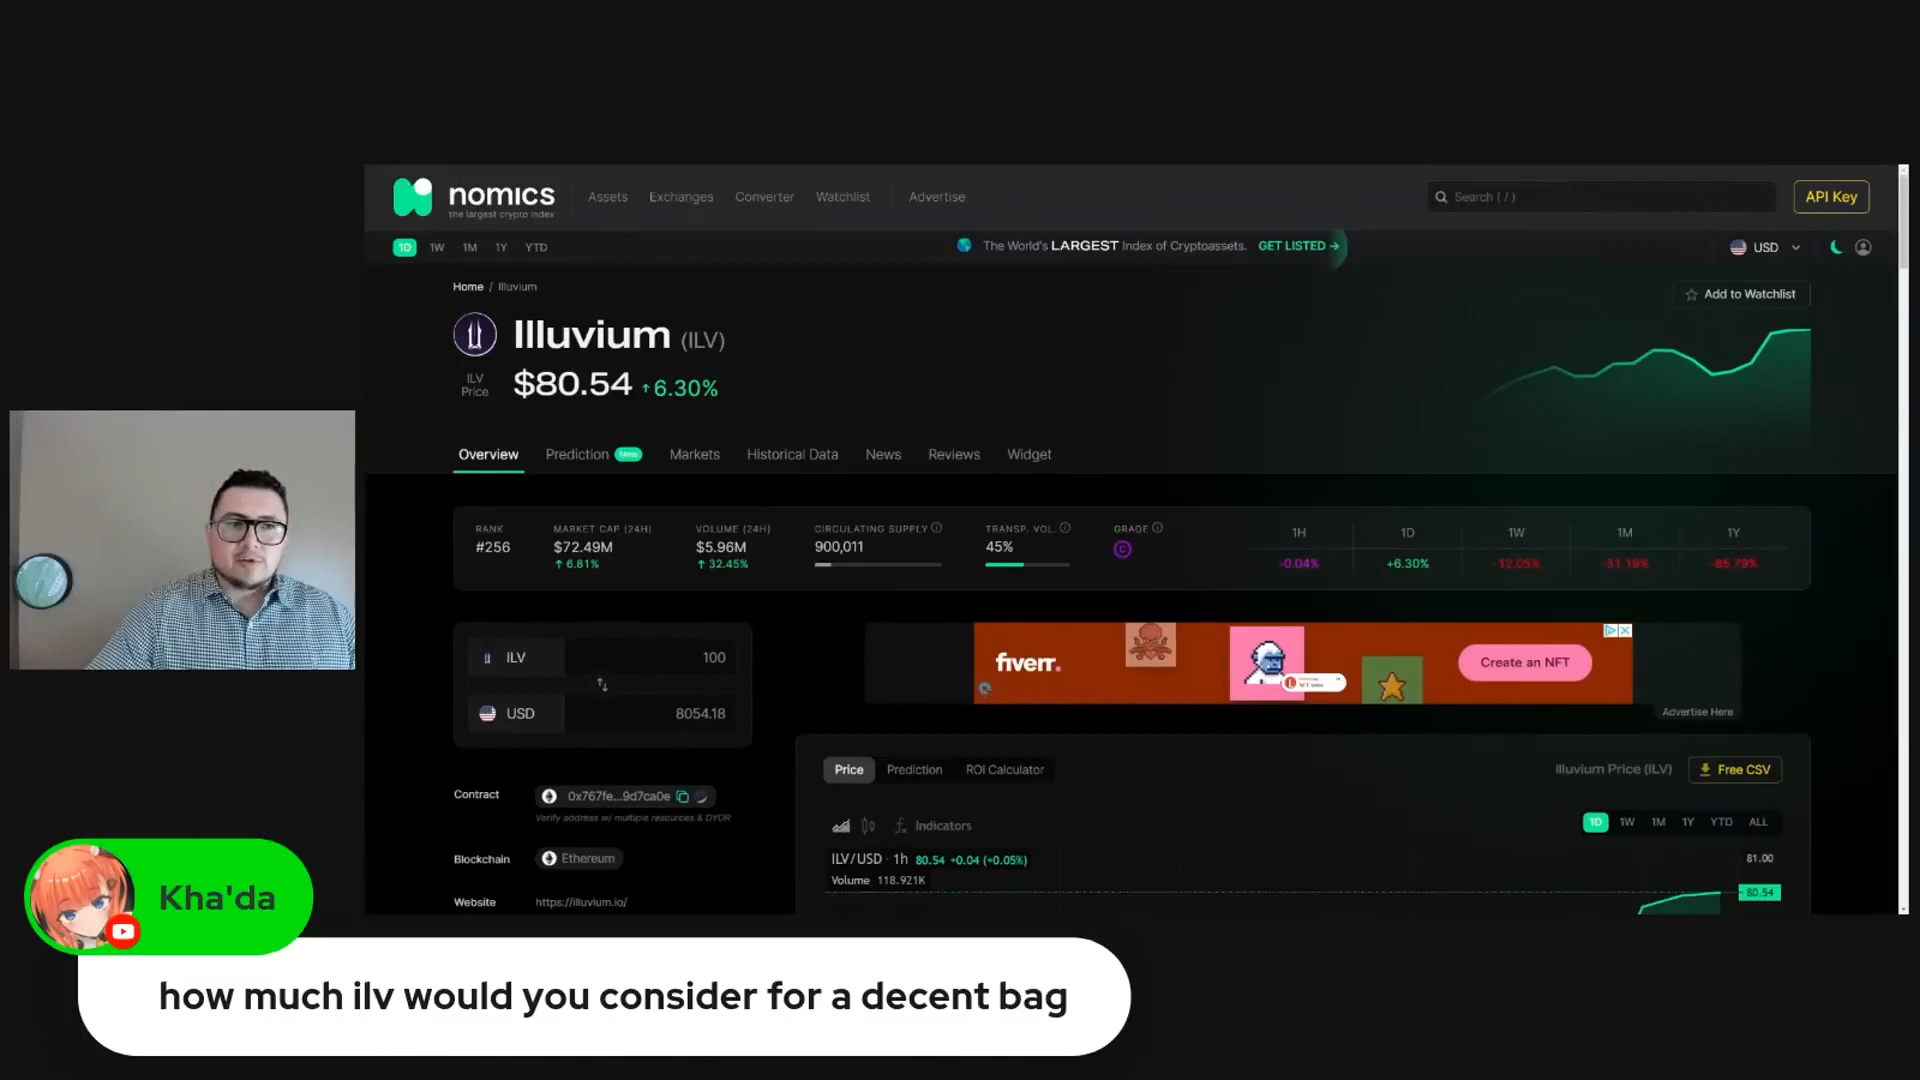 nomics
the largest crypto index
Assets Exchanges Converter Watchlist Advertise
Search ( / )
API Key
1D 1W 1M 1Y YTD
The World's LARGEST Index of Cryptoassets. GET LISTED →
USD
Home / Illuvium
Add to Watchlist
Illuvium (ILV)
ILV Price
$80.54 ↑6.30%
Overview Prediction New Markets Historical Data News Reviews Widget
RANK MARKET CAP (24H) VOLUME (24H) CIRCULATING SUPPLY TRANSP. VOL. GRADE 1H 1D 1W 1M 1Y
#256 $72.49M $5.96M 900,011 45% C
↑ 6.81% ↑ 32.45% -0.04% +6.30% -12.05% -31.19% -85.79%
ILV 100
USD 8054.18
fiverr.
Create an NFT
Advertise Here
Price Prediction ROI Calculator
Illuvium Price (ILV) Free CSV
Contract 0x767fe...9d7ca0e
Verify address w/ multiple resources & DYOR
Indicators
1D 1W 1M 1Y YTD ALL
Blockchain Ethereum
ILV/USD · 1h 80.54 +0.04 (+0.05%)
81.00
Volume 118.921K
80.54
Website https://illuvium.io/
Kha'da
how much ilv would you consider for a decent bag